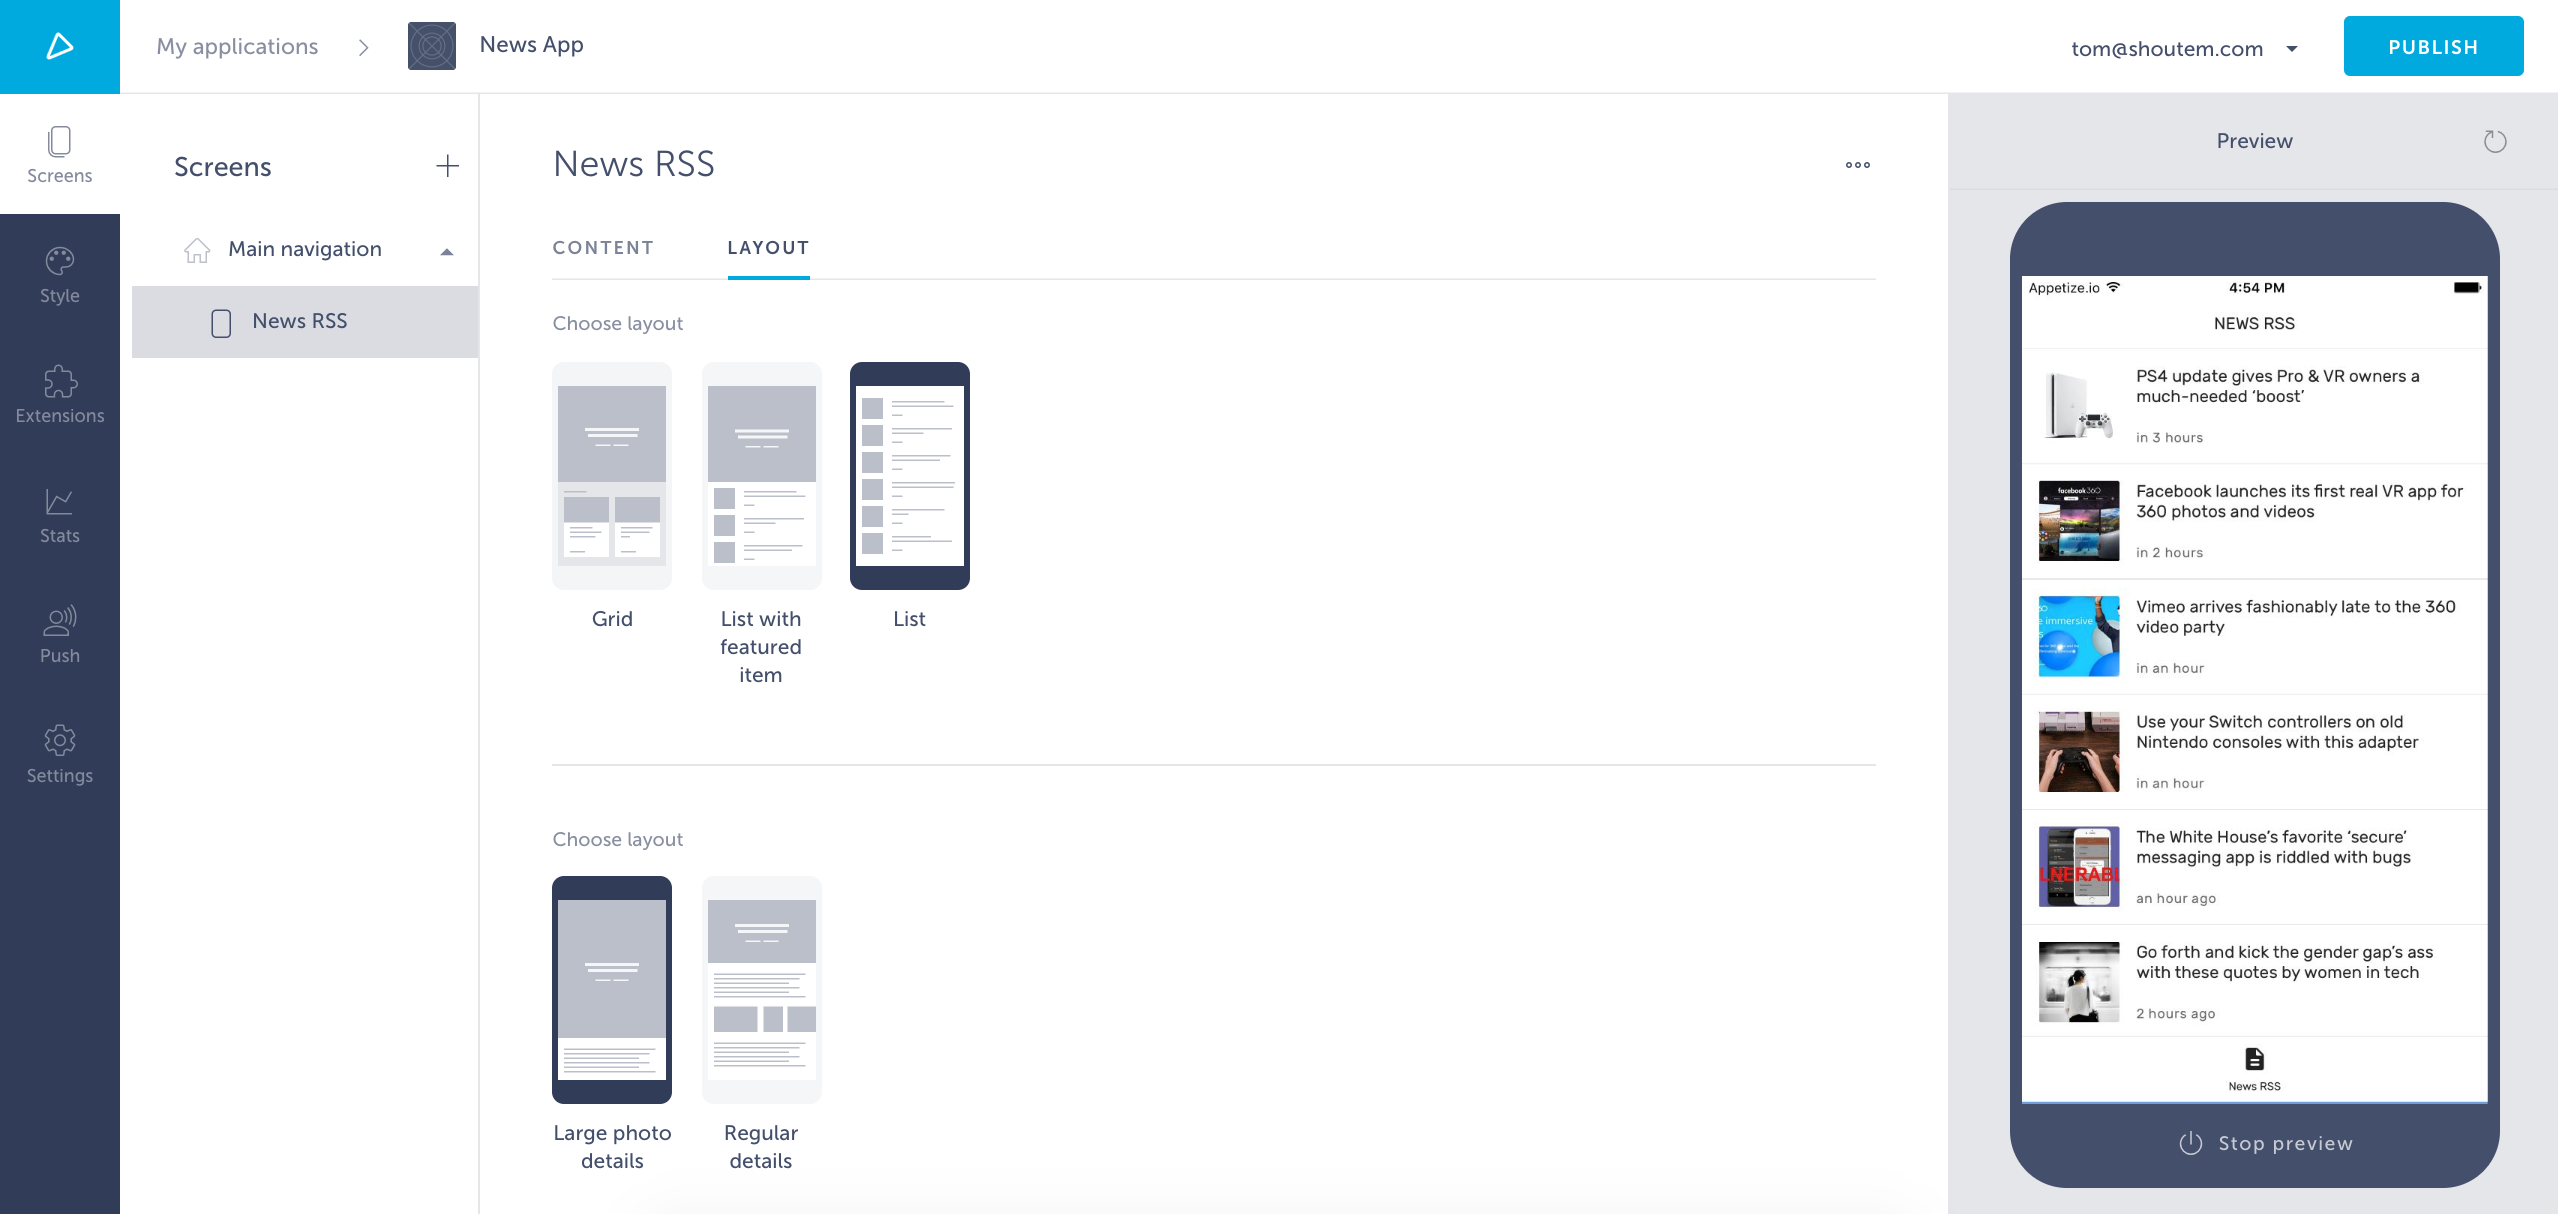 My applications
News App
tom@shoutem.com
PUBLISH
Screens
Style
Extensions
Stats
Push
Settings
Screens
Main navigation
News RSS
News RSS
CONTENT
LAYOUT
Choose layout
Grid
List with
featured
item
List
Choose layout
Large photo
details
Regular
details
Preview
Appetize.io
4:54 PM
NEWS RSS
PS4 update gives Pro & VR owners a
much-needed ‘boost’
in 3 hours
facebook360
Facebook launches its first real VR app for
360 photos and videos
in 2 hours
immersive
Vimeo arrives fashionably late to the 360
video party
in an hour
Use your Switch controllers on old
Nintendo consoles with this adapter
in an hour
LNERABL
The White House’s favorite ‘secure’
messaging app is riddled with bugs
an hour ago
Go forth and kick the gender gap’s ass
with these quotes by women in tech
2 hours ago
News RSS
Stop preview